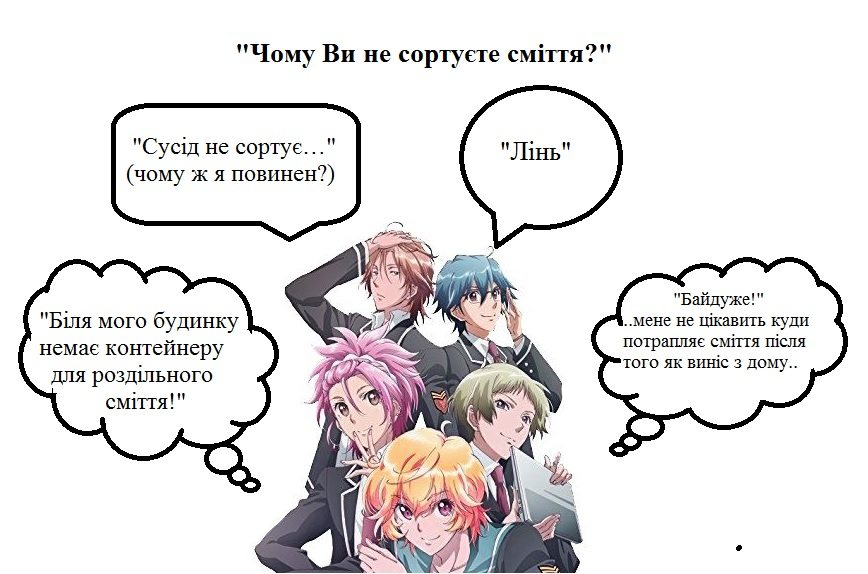 "Чому Ви не сортуєте сміття?"
"Сусід не сортує…"
(чому ж я повинен?)
"Лінь"
"Біля мого будинку
немає контейнеру
для роздільного
сміття!"
"Байдуже!"
..мене не цікавить куди
потрапляє сміття після
того як виніс з дому..